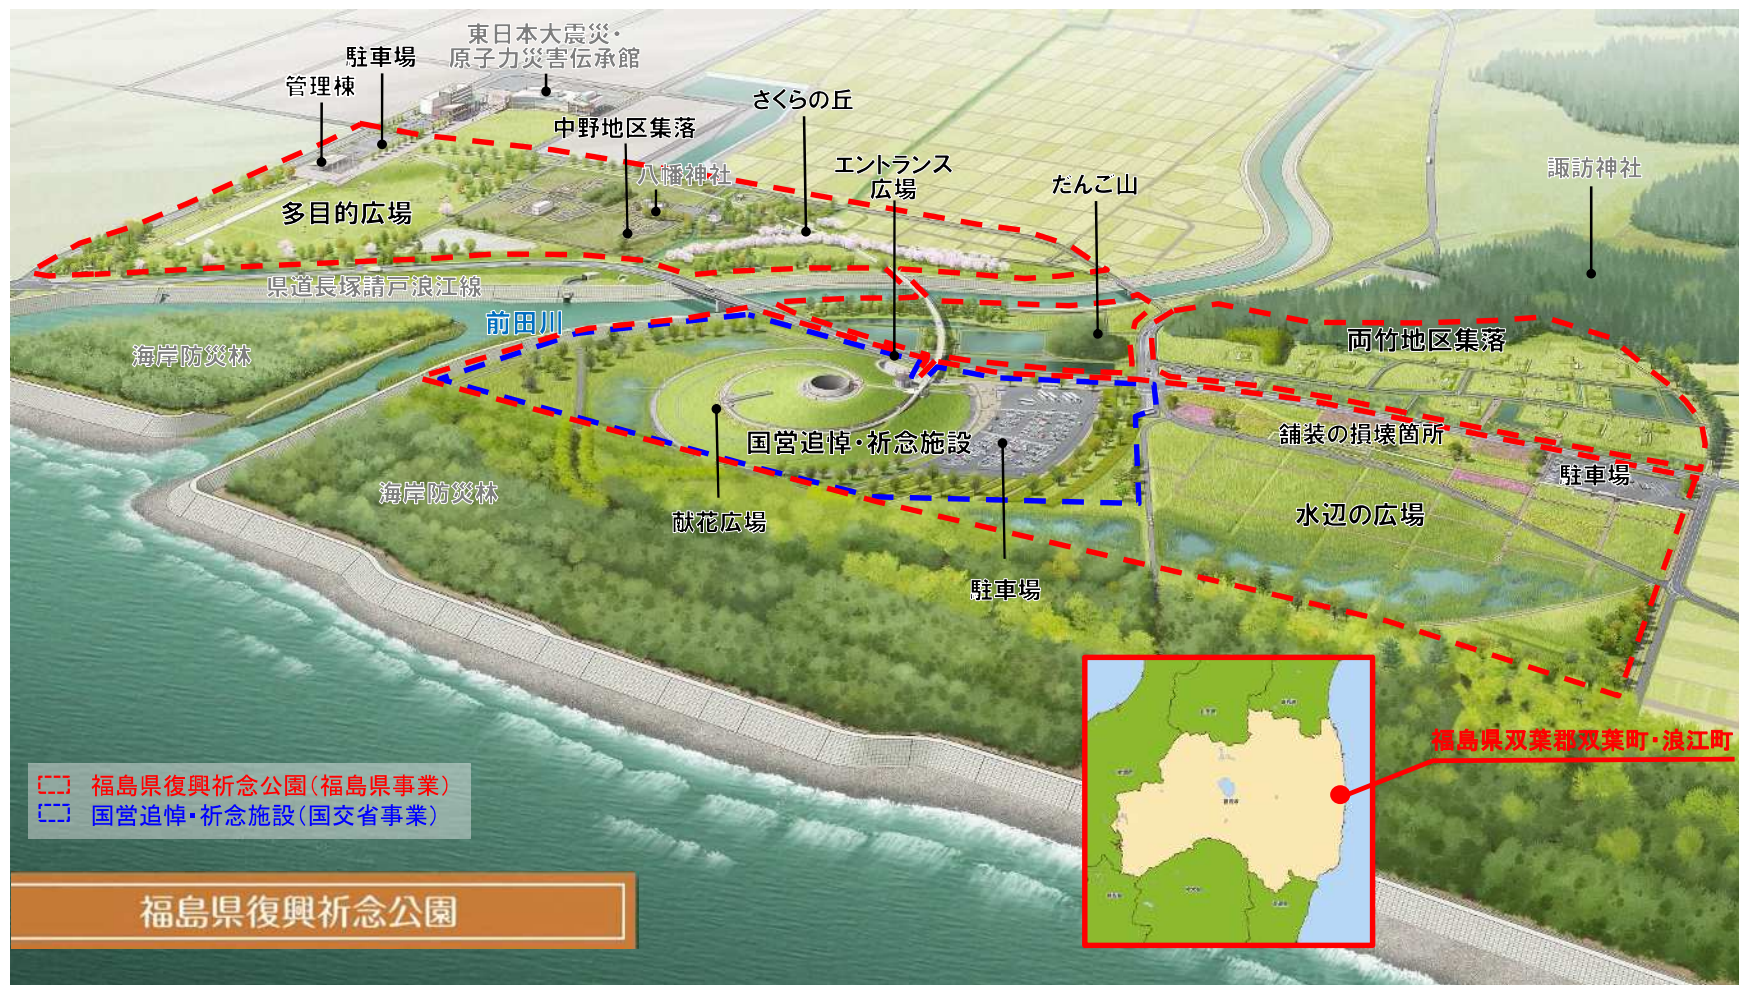 東日本大震災・
原子力災害伝承館
駐車場
管理棟
さくらの丘
中野地区集落
エントランス
広場
八幡神社
だんご山
諏訪神社
多目的広場
県道長塚請戸浪江線
前田川
海岸防災林
両竹地区集落
国営追悼・祈念施設
舗装の損壊箇所
駐車場
海岸防災林
献花広場
水辺の広場
駐車場
福島県双葉郡双葉町・浪江町
福島県復興祈念公園(福島県事業)
国営追悼・祈念施設(国交省事業)
福島県復興祈念公園